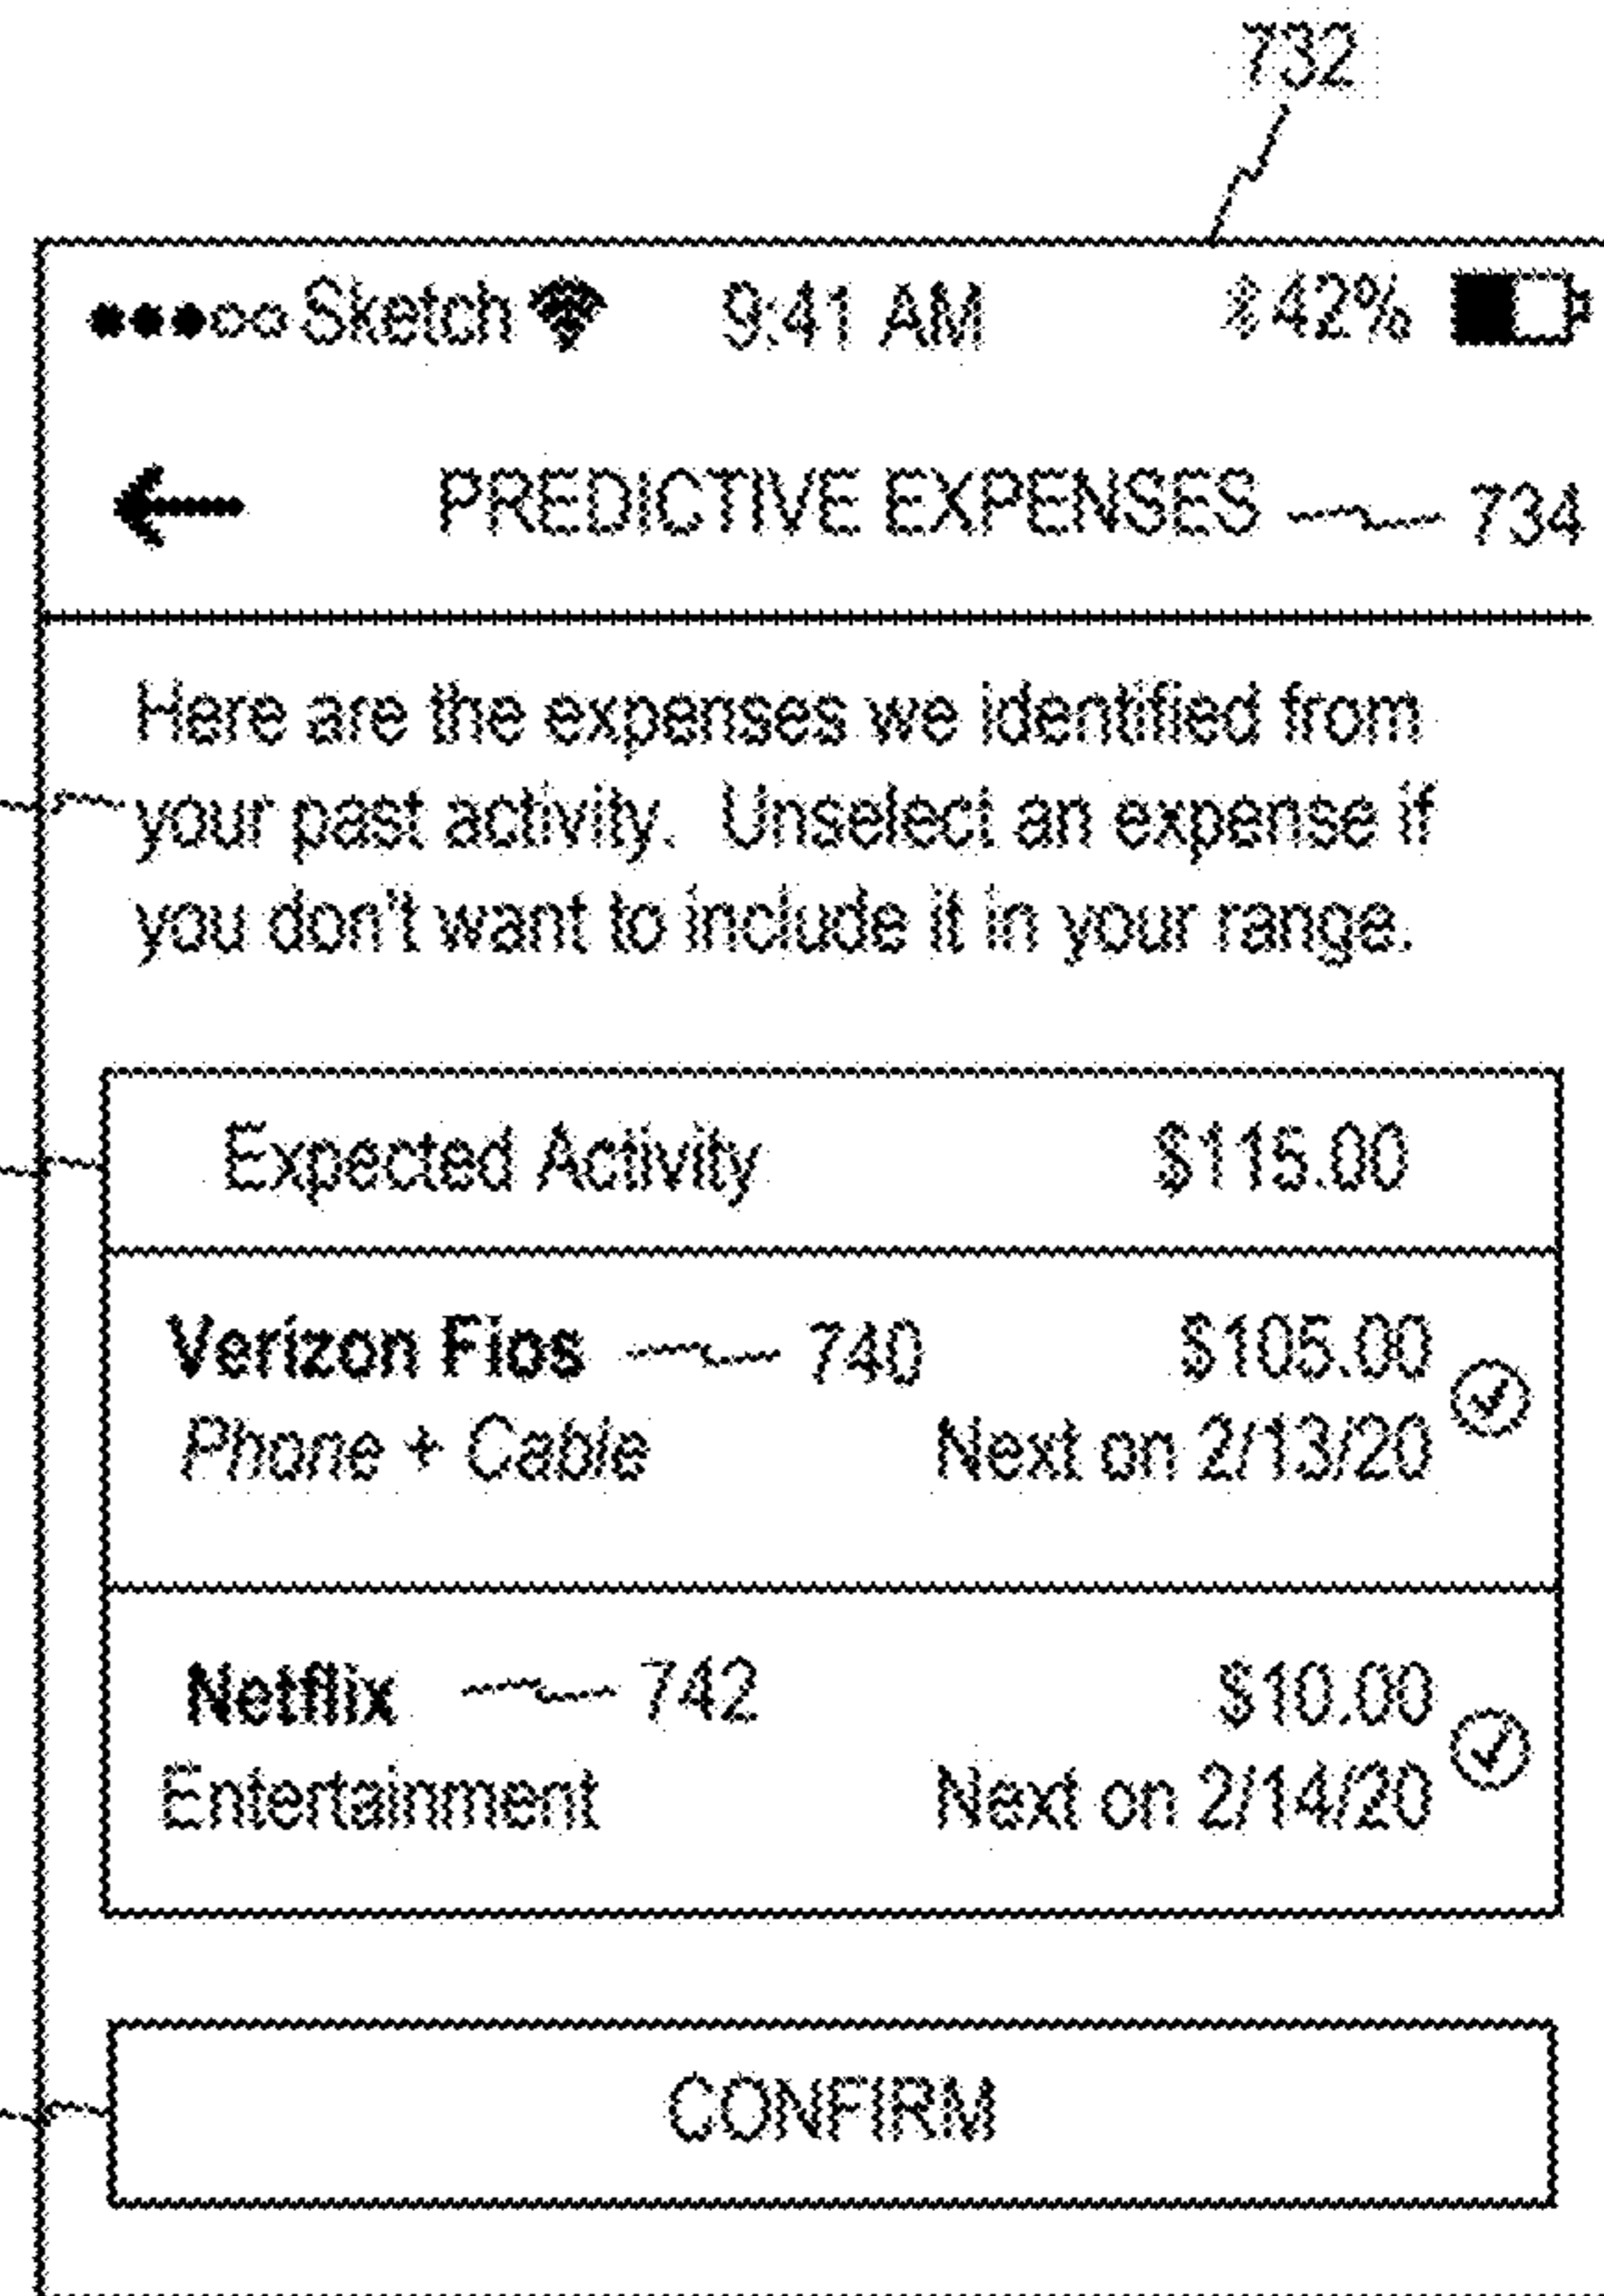 732
Sketch 9:41 AM 42%
PREDICTIVE EXPENSES 734
Here are the expenses we identified from
your past activity. Unselect an expense if
you don't want to include it in your range.
Expected Activity $115.00
Verizon Fios 740 $105.00
Phone + Cable Next on 2/13/20
Netflix 742 $10.00
Entertainment Next on 2/14/20
CONFIRM